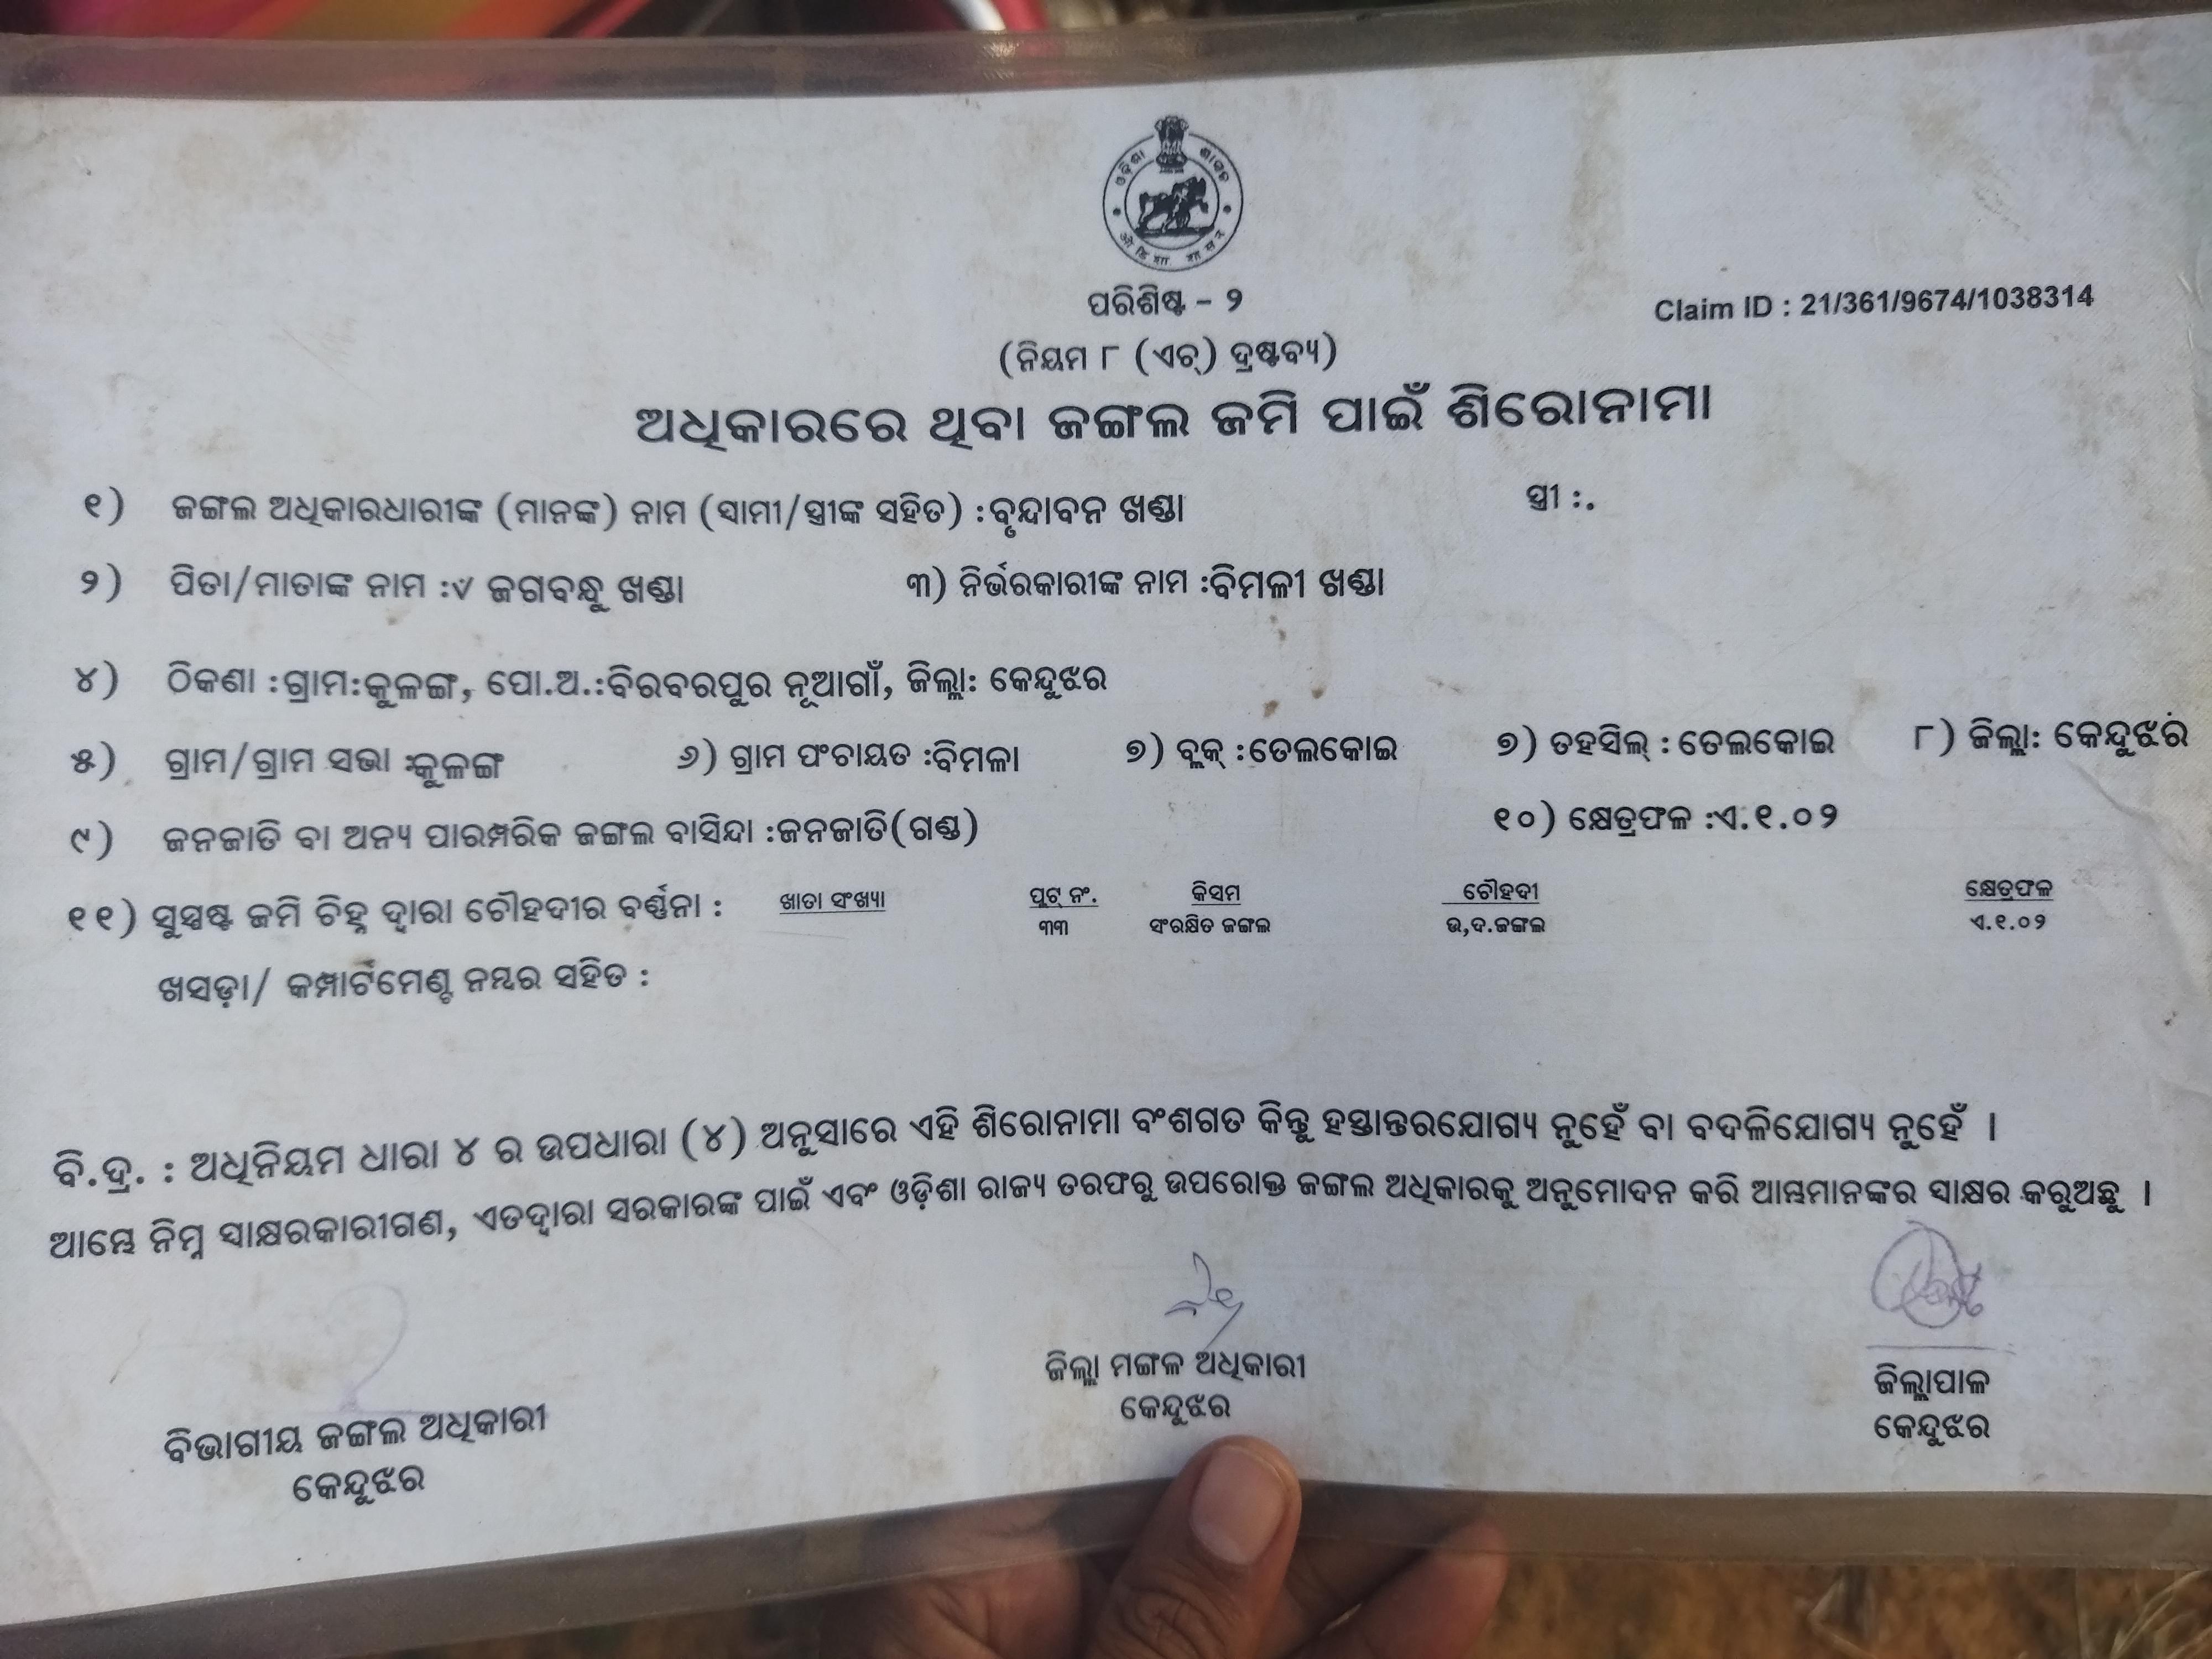 ଓଡ଼ିଶା ଶାସନ
ओडिशा शासन
ପରିଶିଷ୍ଟ - ୨
Claim ID : 21/361/9674/1038314
(ନିୟମ ୮ (ଏଚ୍) ଦ୍ରଷ୍ଟବ୍ୟ)
ଅଧିକାରରେ ଥିବା ଜଙ୍ଗଲ ଜମି ପାଇଁ ଶିରୋନାମା
୧) ଜଙ୍ଗଲ ଅଧିକାରଧାରୀଙ୍କ (ମାନଙ୍କ) ନାମ (ସ୍ୱାମୀ/ସ୍ତ୍ରୀଙ୍କ ସହିତ) :ବୃନ୍ଦାବନ ଖଣ୍ଡା ସ୍ତ୍ରୀ :.
୨) ପିତା/ମାତାଙ୍କ ନାମ :୰ ଜଗବନ୍ଧୁ ଖଣ୍ଡା ୩) ନିର୍ଭରକାରୀଙ୍କ ନାମ :ବିମଳୀ ଖଣ୍ଡା
୪) ଠିକଣା :ଗ୍ରାମ:କୁଳଙ୍ଗ, ପୋ.ଅ.:ବିରବରପୁର ନୂଆଗାଁ, ଜିଲ୍ଲା: କେନ୍ଦୁଝର
୫) ଗ୍ରାମ/ଗ୍ରାମ ସଭା :କୁଳଙ୍ଗ ୬) ଗ୍ରାମ ପଂଚାୟତ :ବିମଳା ୭) ବ୍ଲକ୍ :ତେଲକୋଇ ୭) ତହସିଲ୍ : ତେଲକୋଇ ୮) ଜିଲ୍ଲା: କେନ୍ଦୁଝର
୯) ଜନଜାତି ବା ଅନ୍ୟ ପାରମ୍ପରିକ ଜଙ୍ଗଲ ବାସିନ୍ଦା :ଜନଜାତି(ଗଣ୍ଡ) ୧୦) କ୍ଷେତ୍ରଫଳ :ଏ.୧.୦୨
୧୧) ସୁସ୍ପଷ୍ଟ ଜମି ଚିହ୍ନ ଦ୍ୱାରା ଚୌହଦୀର ବର୍ଣ୍ଣନା : ଖାତା ସଂଖ୍ୟା ପ୍ଲଟ୍ ନଂ. କିସମ ଚୌହଦୀ କ୍ଷେତ୍ରଫଳ
୩୩ ସଂରକ୍ଷିତ ଜଙ୍ଗଲ ଉ,ଦ.ଜଙ୍ଗଲ ଏ.୧.୦୨
ଖସଡ଼ା/ କମ୍ପାର୍ଟମେଣ୍ଟ ନମ୍ବର ସହିତ :
ବି.ଦ୍ର. : ଅଧିନିୟମ ଧାରା ୪ ର ଉପଧାରା (୪) ଅନୁସାରେ ଏହି ଶିରୋନାମା ବଂଶଗତ କିନ୍ତୁ ହସ୍ତାନ୍ତରଯୋଗ୍ୟ ନୁହେଁ ବା ବଦଳିଯୋଗ୍ୟ ନୁହେଁ ।
ଆମ୍ଭେ ନିମ୍ନ ସ୍ୱାକ୍ଷରକାରୀଗଣ, ଏତଦ୍ୱାରା ସରକାରଙ୍କ ପାଇଁ ଏବଂ ଓଡ଼ିଶା ରାଜ୍ୟ ତରଫରୁ ଉପରୋକ୍ତ ଜଙ୍ଗଲ ଅଧିକାରକୁ ଅନୁମୋଦନ କରି ଆମ୍ଭମାନଙ୍କର ସ୍ୱାକ୍ଷର କରୁଅଛୁ ।
ବିଭାଗୀୟ ଜଙ୍ଗଲ ଅଧିକାରୀ ଜିଲ୍ଲା ମଙ୍ଗଳ ଅଧିକାରୀ ଜିଲ୍ଲାପାଳ
କେନ୍ଦୁଝର କେନ୍ଦୁଝର କେନ୍ଦୁଝର